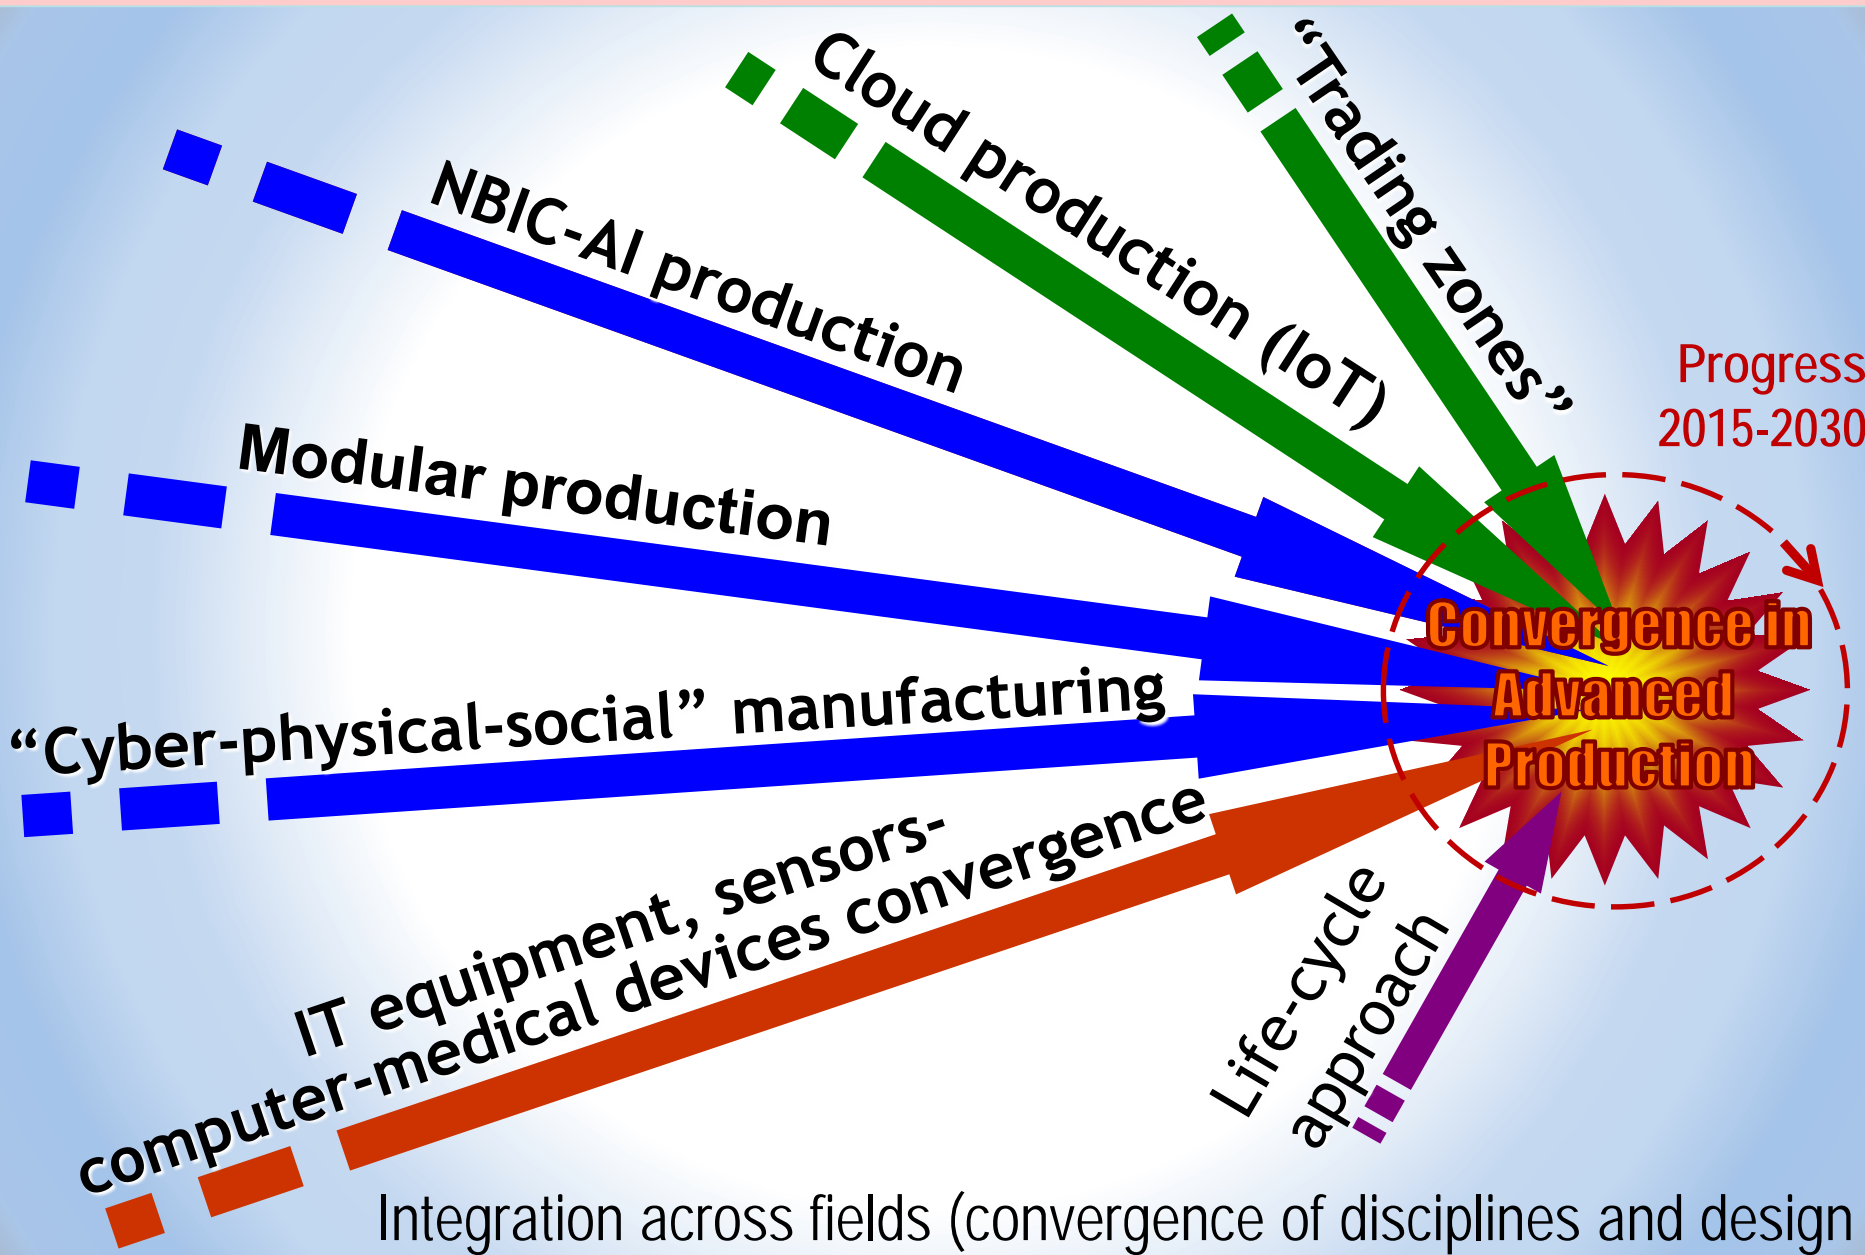 “Trading zones”
Cloud production (IoT)
NBIC-AI production
Progress
2015-2030
Modular production
Convergence in
Advanced
Production
“Cyber-physical-social” manufacturing
IT equipment, sensors-
computer-medical devices convergence
Life-cycle
approach
Integration across fields (convergence of disciplines and design